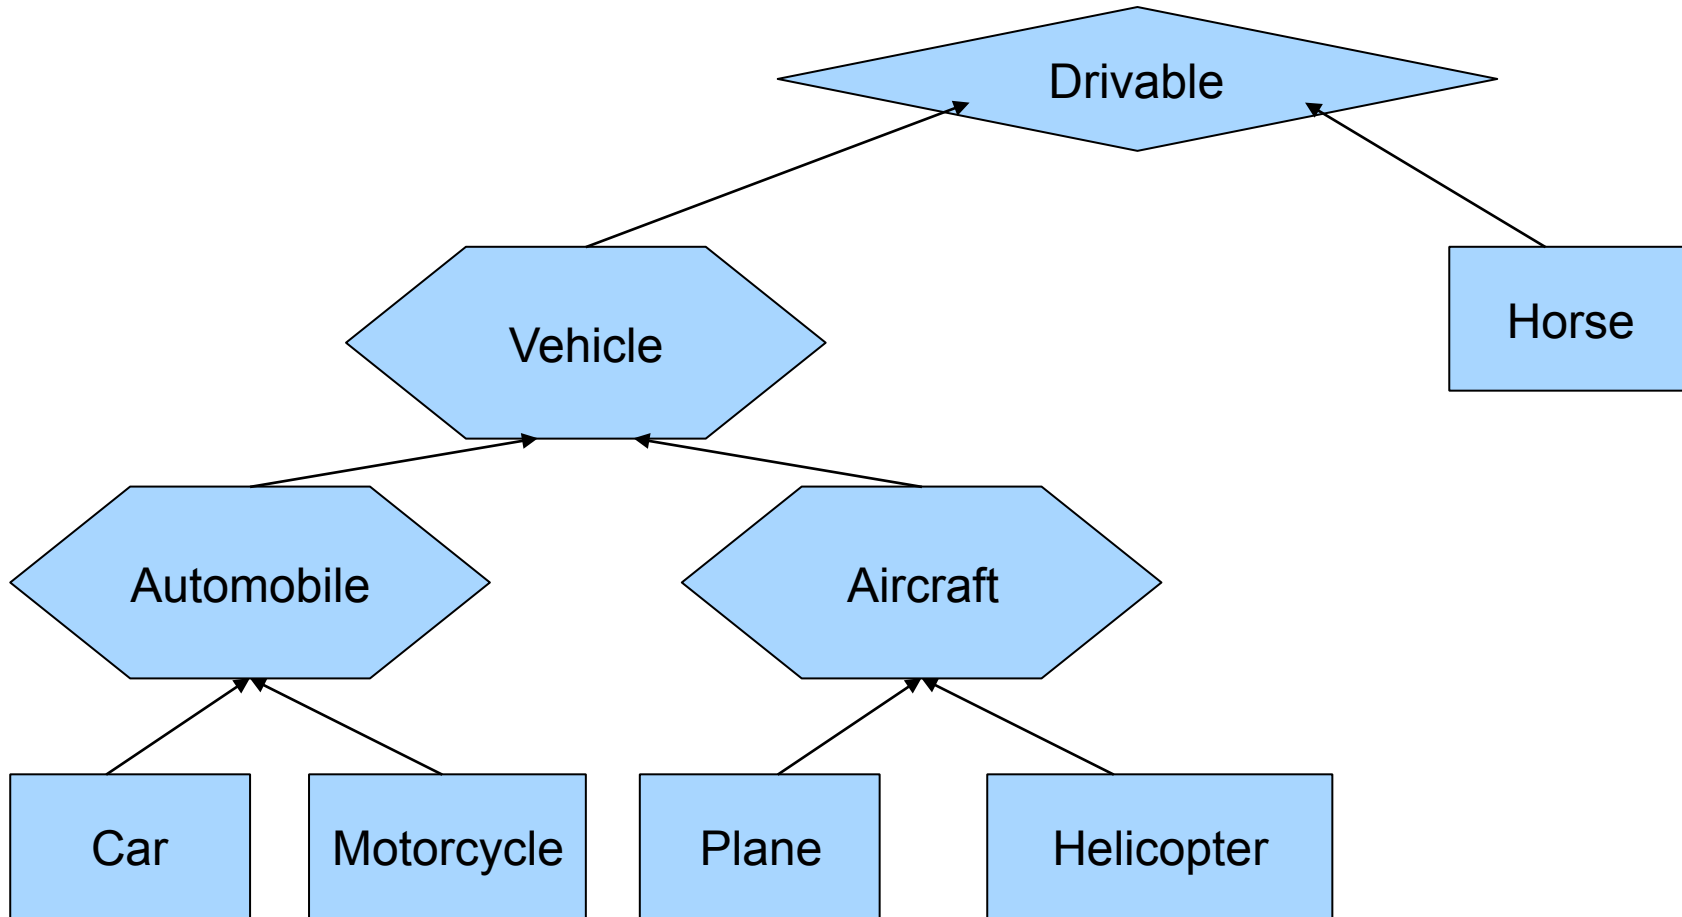 Drivable
Vehicle
Horse
Automobile
Aircraft
Car
Motorcycle
Plane
Helicopter